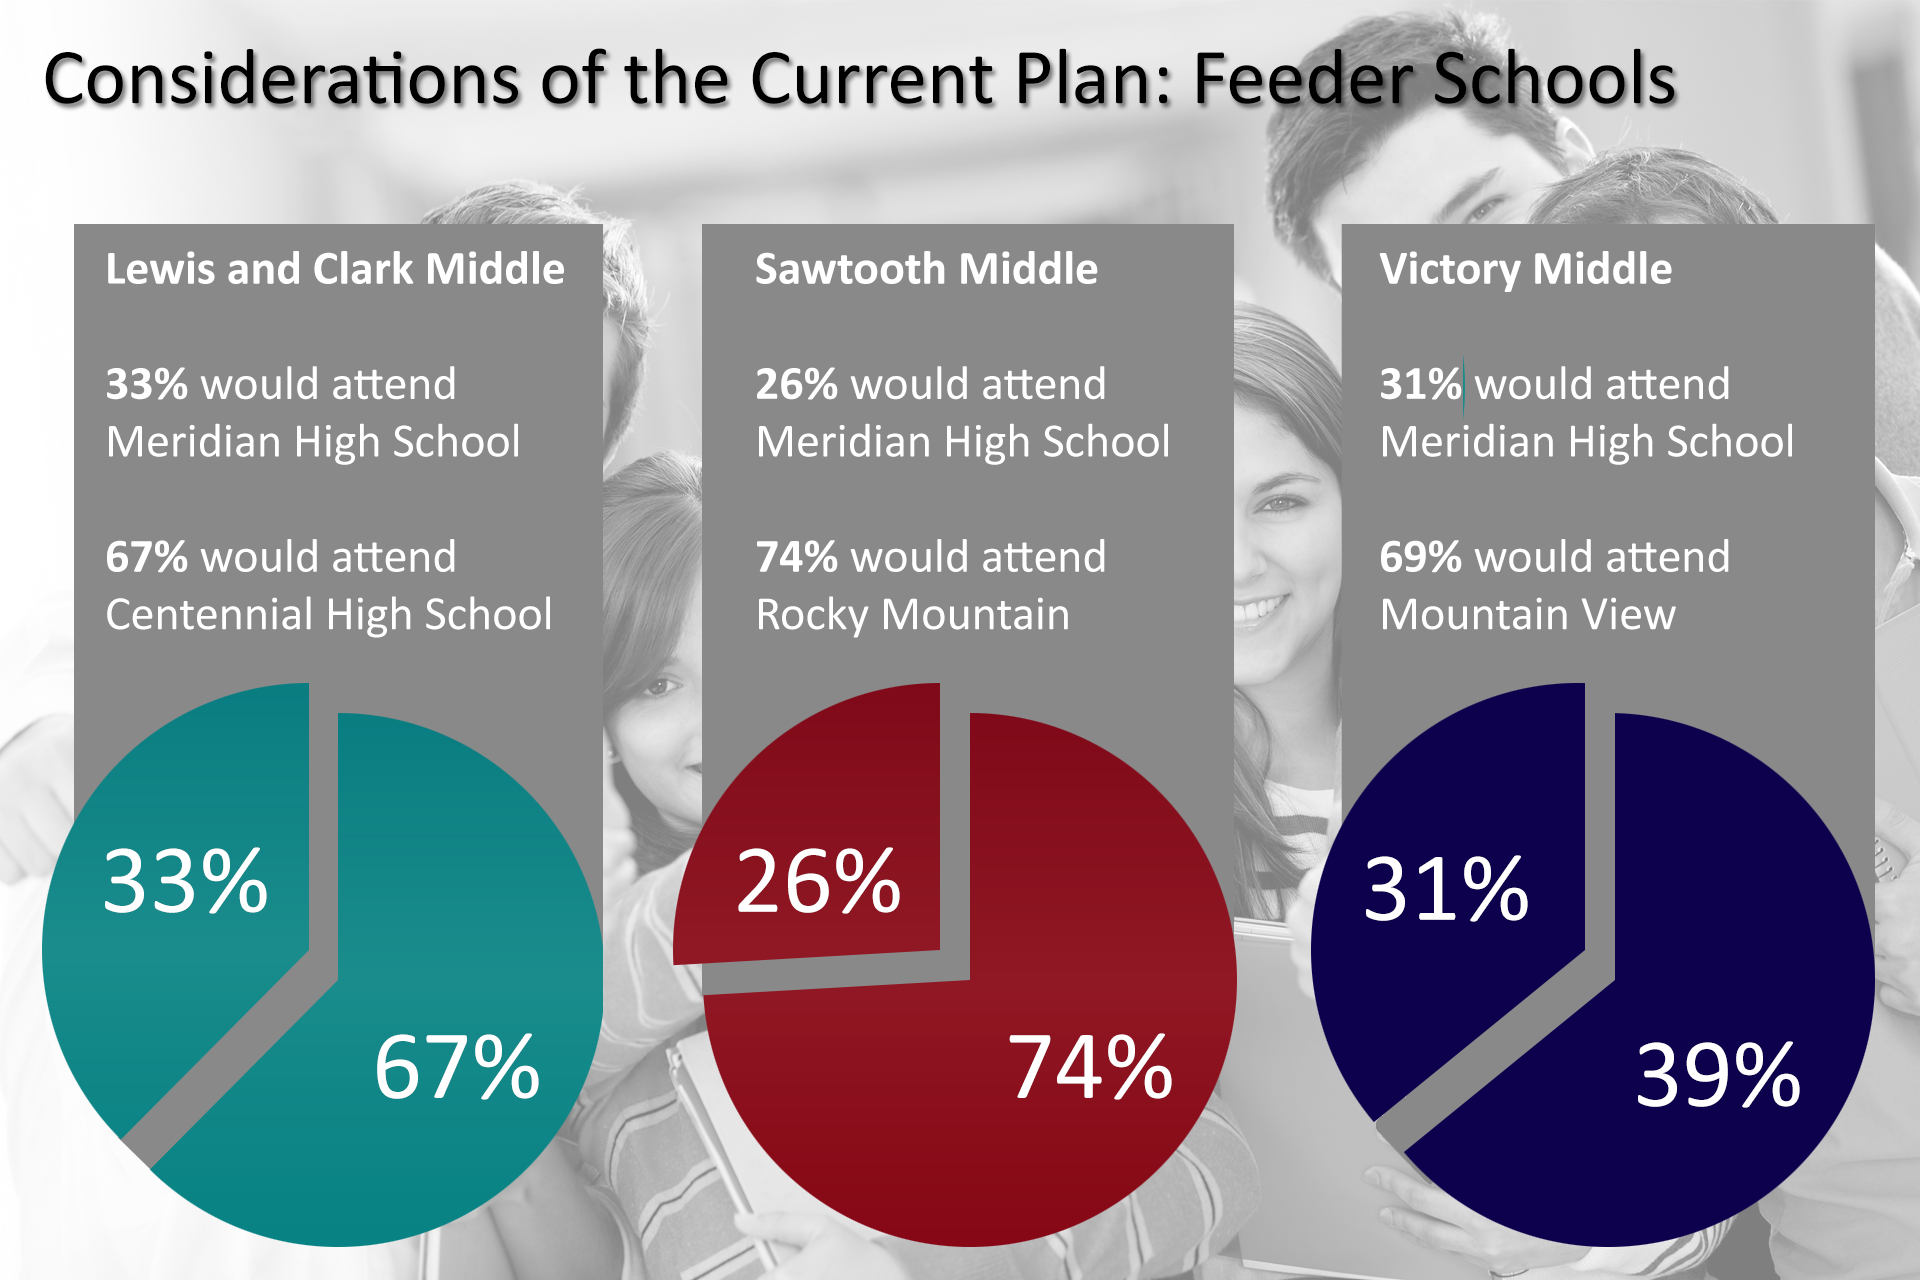 Considerations of the Current Plan: Feeder Schools
Lewis and Clark Middle
33% would attend
Meridian High School
67% would attend
Centennial High School
33%
67%
Sawtooth Middle
26% would attend
Meridian High School
74% would attend
Rocky Mountain
26%
74%
Victory Middle
31% would attend
Meridian High School
69% would attend
Mountain View
31%
39%